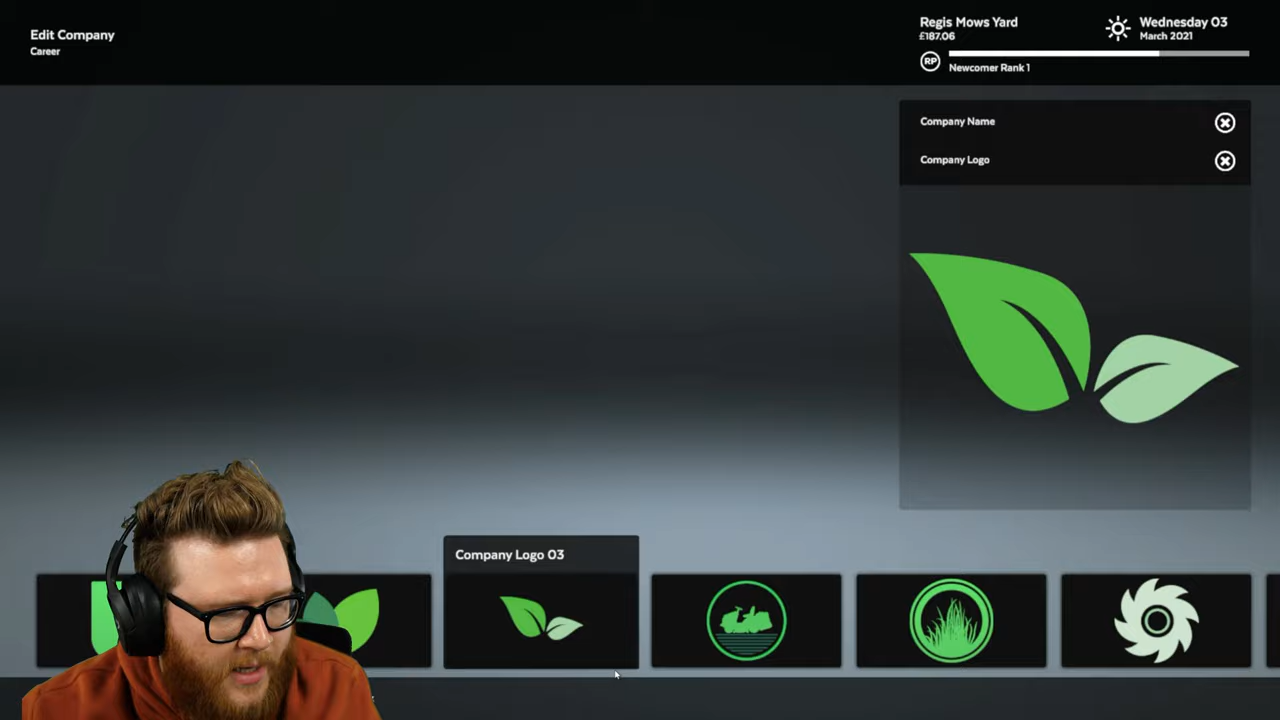 Edit Company
Career
Regis Mows Yard
£187.06
Wednesday 03
March 2021
RP
Newcomer Rank 1
Company Name
Company Logo
Company Logo 03